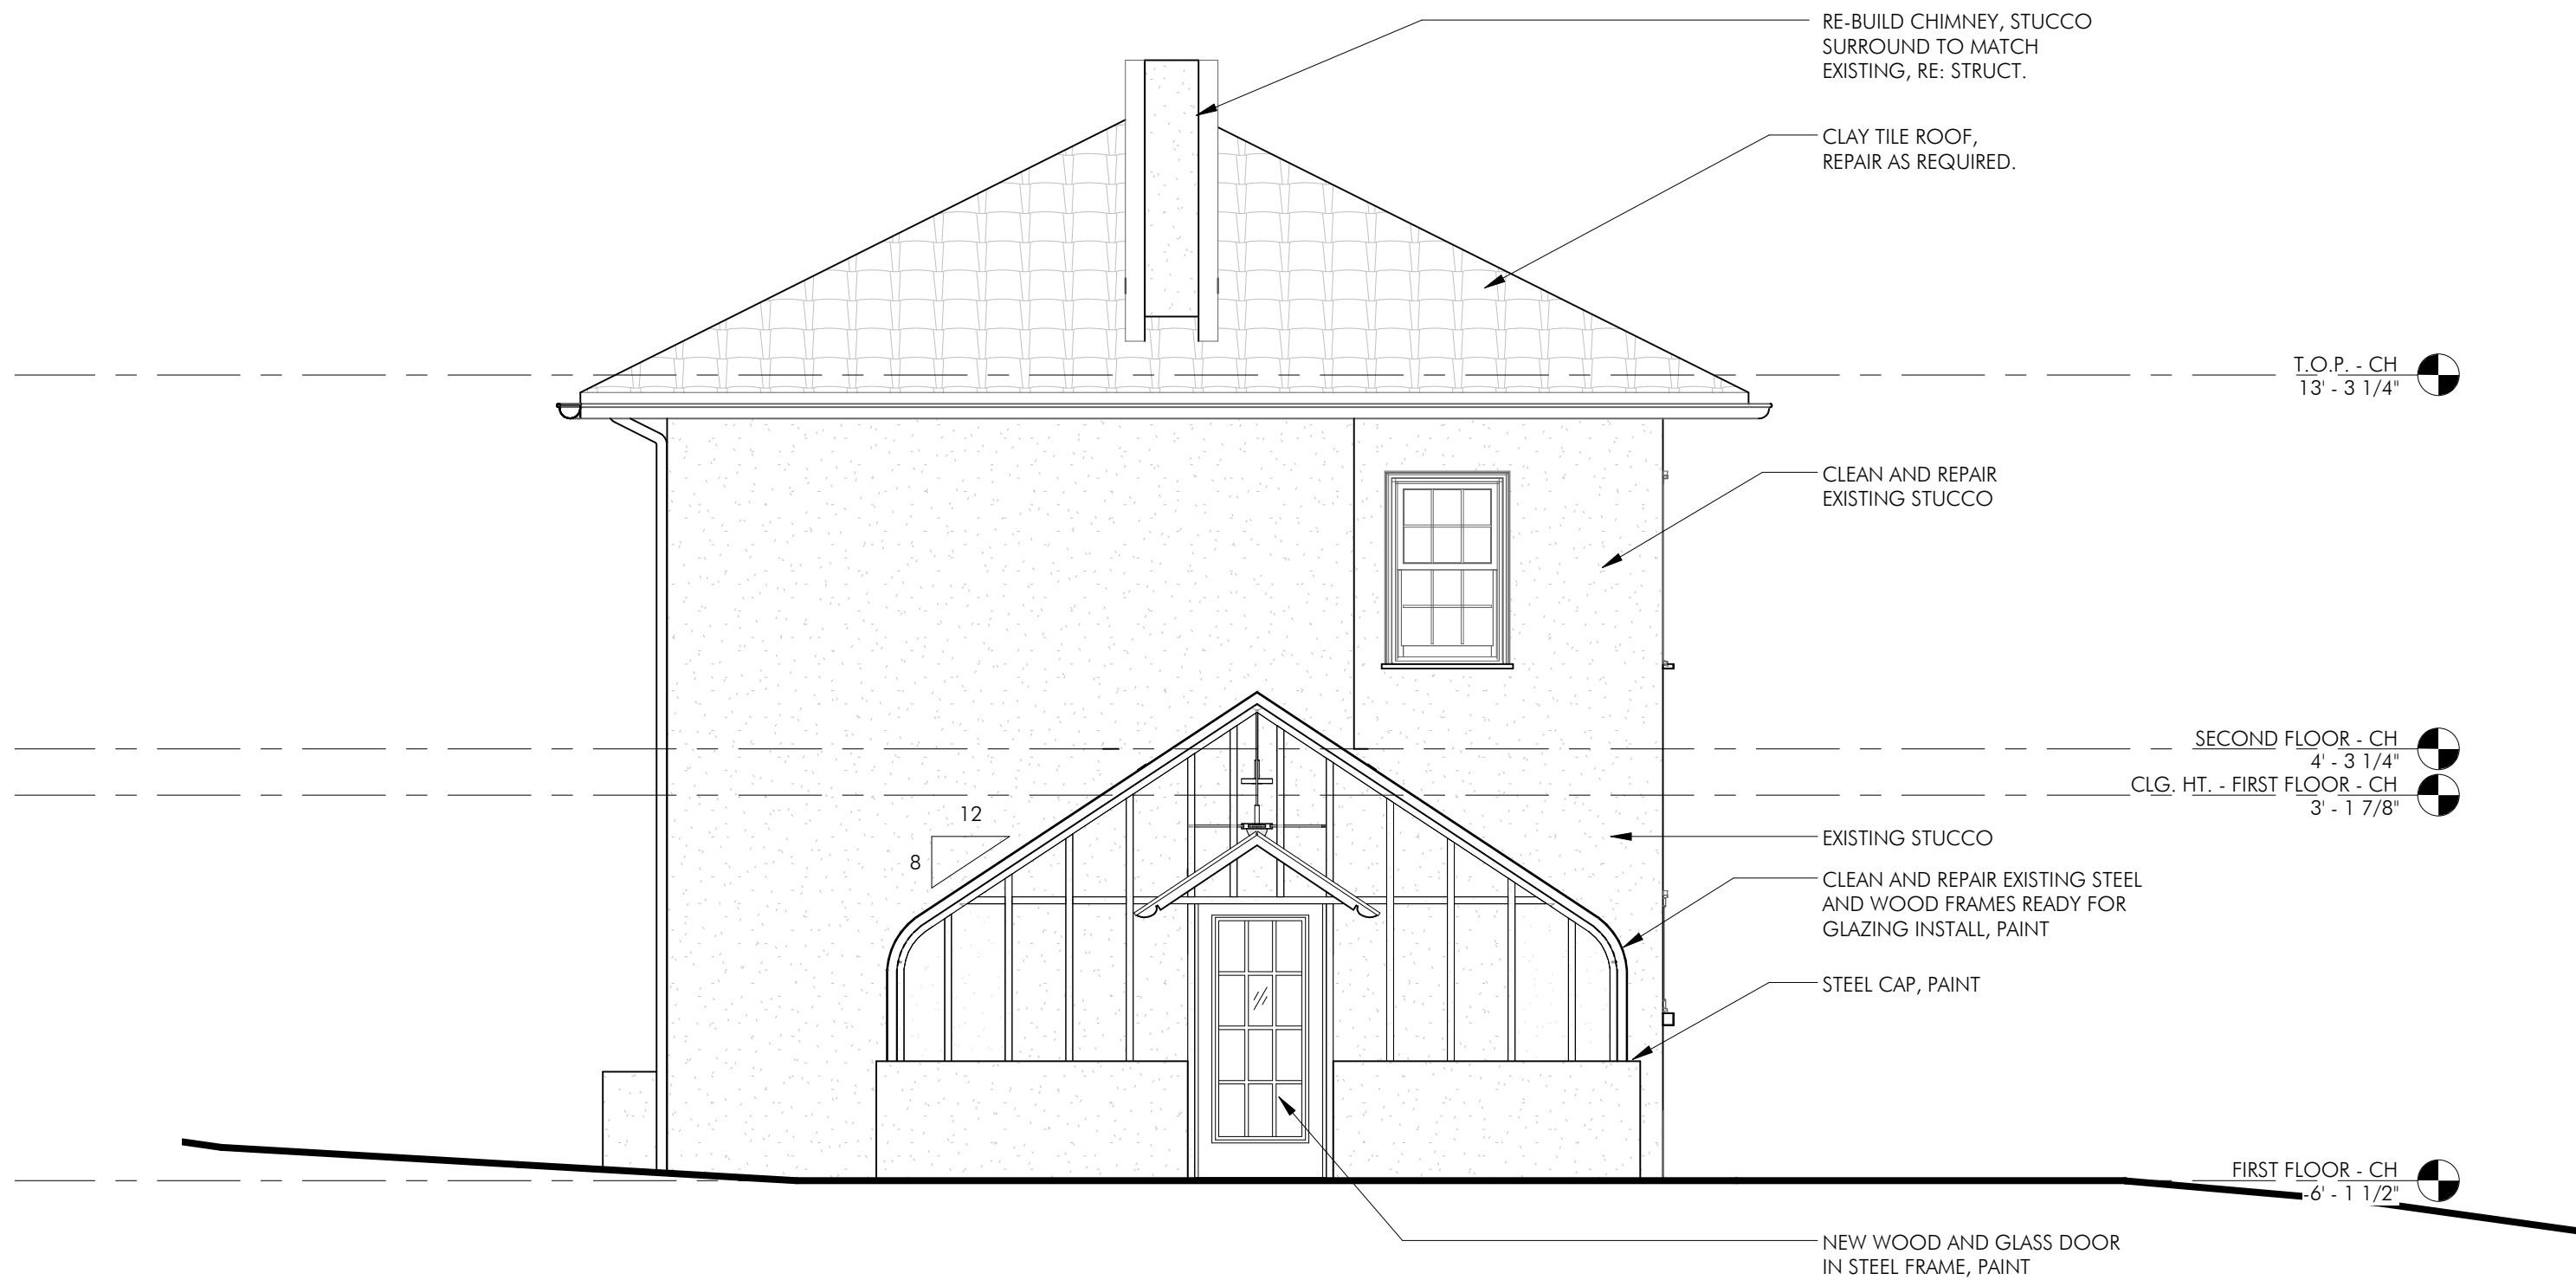 RE-BUILD CHIMNEY, STUCCO
SURROUND TO MATCH
EXISTING, RE: STRUCT.
CLAY TILE ROOF,
REPAIR AS REQUIRED.
T.O.P. - CH
13' - 3 1/4"
CLEAN AND REPAIR
EXISTING STUCCO
SECOND FLOOR - CH
4' - 3 1/4"
CLG. HT. - FIRST FLOOR - CH
3' - 1 7/8"
12
8
EXISTING STUCCO
CLEAN AND REPAIR EXISTING STEEL
AND WOOD FRAMES READY FOR
GLAZING INSTALL, PAINT
STEEL CAP, PAINT
FIRST FLOOR - CH
-6' - 1 1/2"
NEW WOOD AND GLASS DOOR
IN STEEL FRAME, PAINT